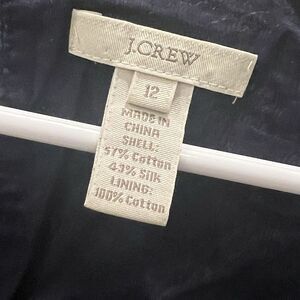 J.CREW
12
MADE IN
CHINA
SHELL:
57% Cotton
43% Silk
LINING:
100% Cotton